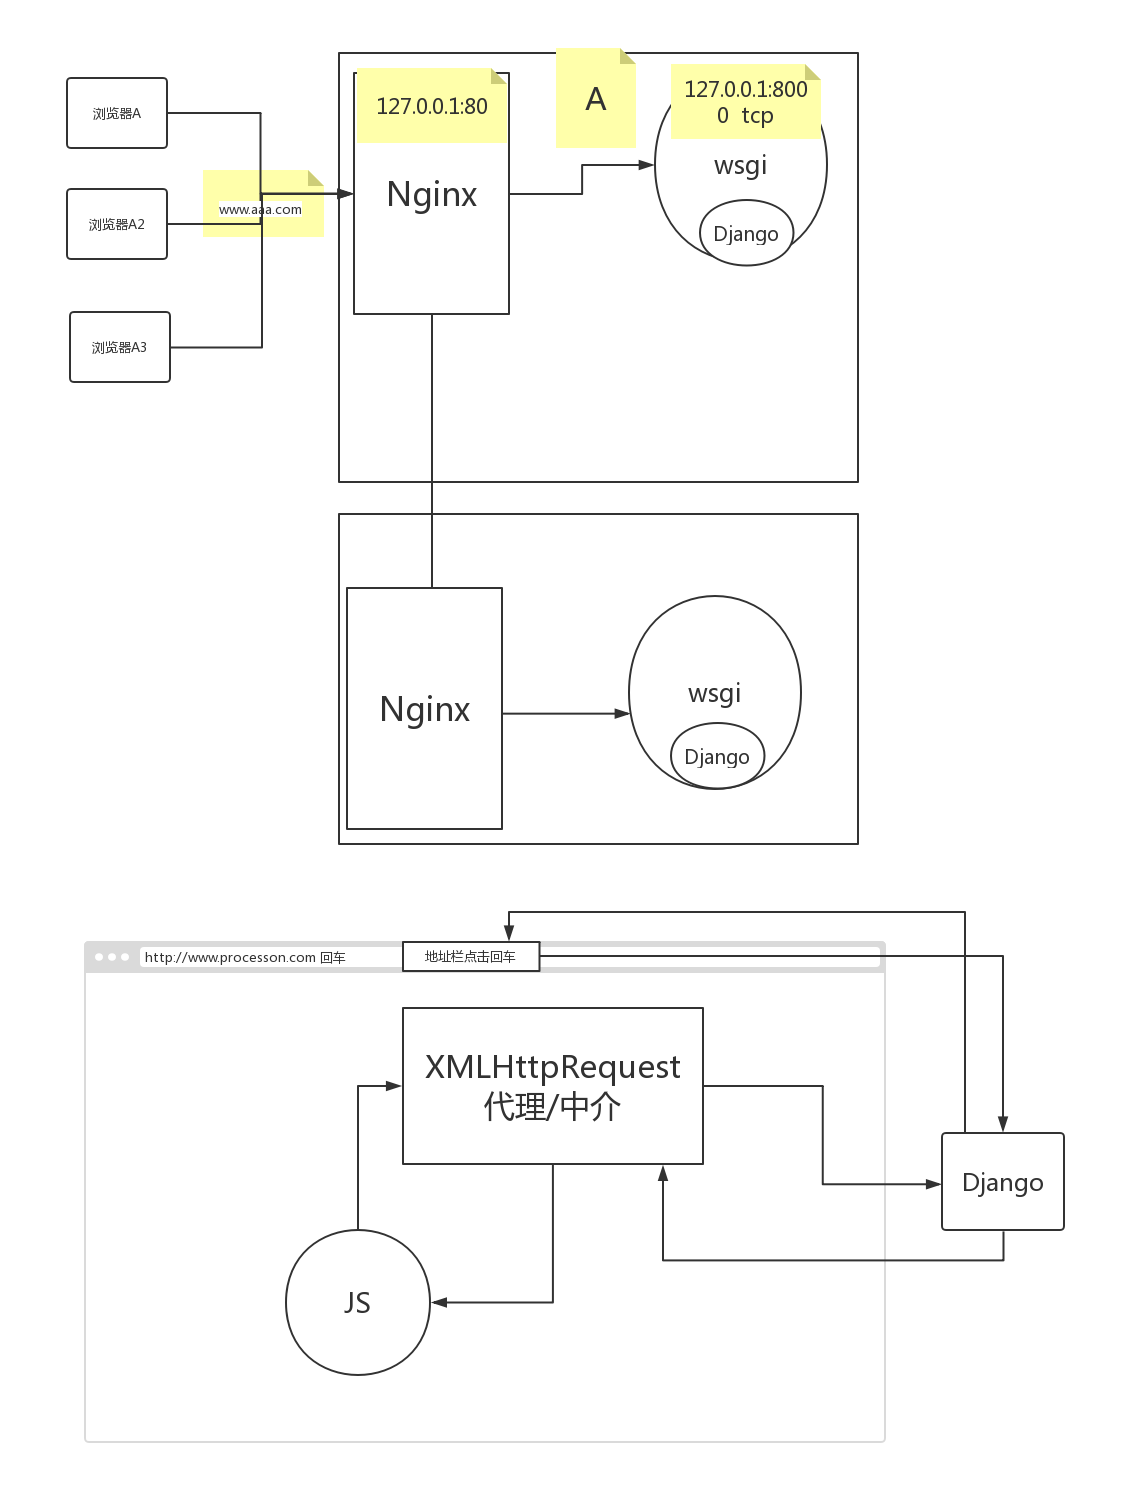 浏览器A
浏览器A2
浏览器A3
www.aaa.com
127.0.0.1:80
Nginx
A
127.0.0.1:800
0 tcp
wsgi
Django
Nginx
wsgi
Django
http://www.processon.com 回车
地址栏点击回车
XMLHttpRequest
代理/中介
Django
JS